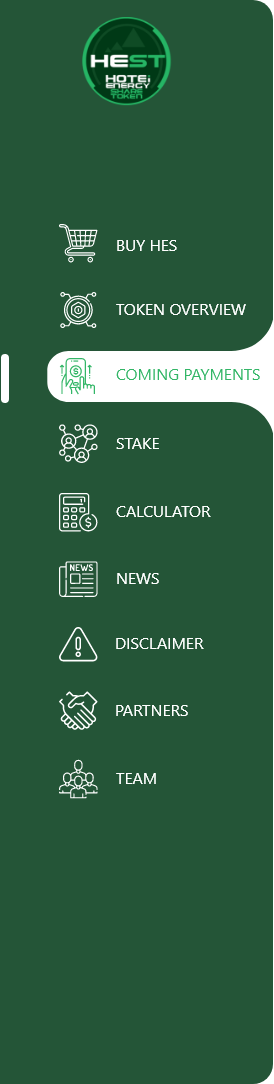 HEST
HOTEL
ENERGY
SHARE
TOKEN
BUY HES
TOKEN OVERVIEW
COMING PAYMENTS
STAKE
CALCULATOR
NEWS
NEWS
DISCLAIMER
PARTNERS
TEAM